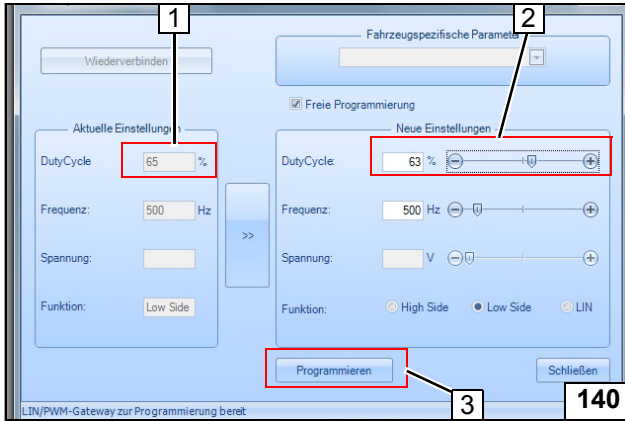 1
2
Fahrzeugspezifische Parameter
Wiederverbinden
Freie Programmierung
Aktuelle Einstellungen
Neue Einstellungen
DutyCycle 65 %
DutyCycle: 63 %
Frequenz: 500 Hz
Frequenz: 500 Hz
>>
Spannung:
Spannung: V
Funktion: Low Side
Funktion: High Side Low Side LIN
Programmieren
Schließen
3
140
LIN/PWM-Gateway zur Programmierung bereit